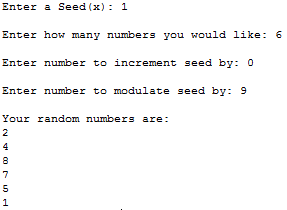 Enter a Seed(x): 1
Enter how many numbers you would like: 6
Enter number to increment seed by: 0
Enter number to modulate seed by: 9
Your random numbers are:
2
4
8
7
5
1